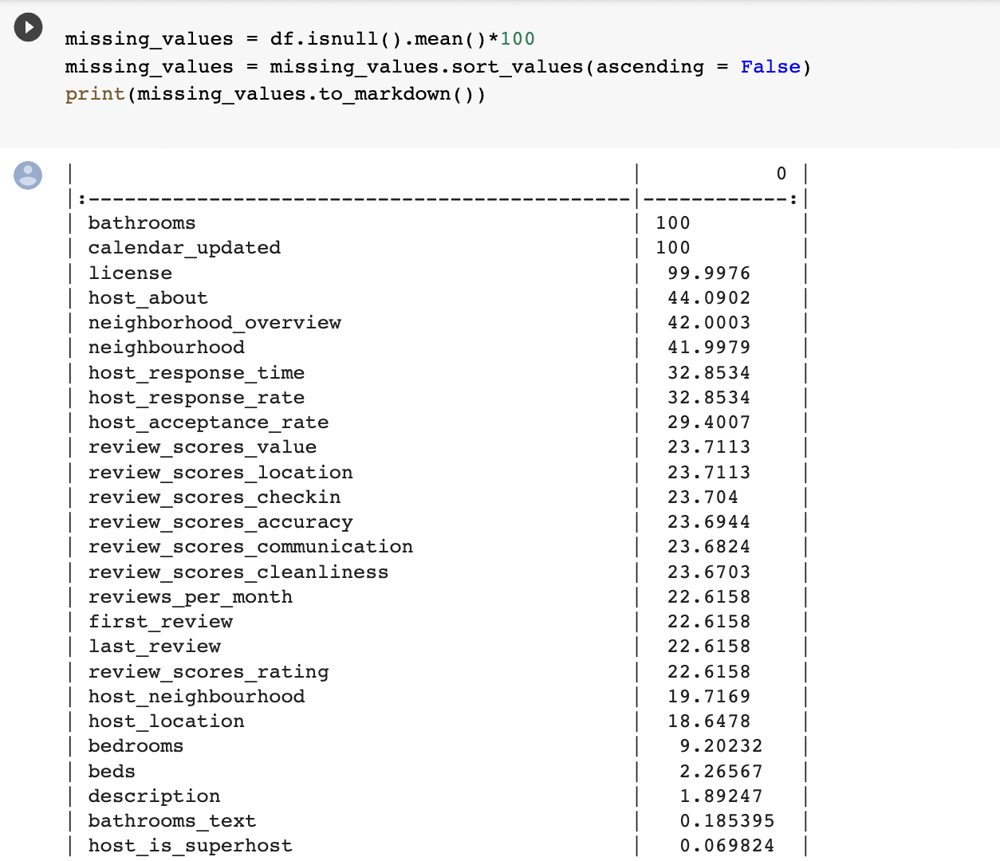 missing_values = df.isnull().mean()*100
missing_values = missing_values.sort_values(ascending = False)
print(missing_values.to_markdown())
|                                              |            0 |
|:---------------------------------------------|------------:|
| bathrooms                                    | 100          |
| calendar_updated                             | 100          |
| license                                      |  99.9976     |
| host_about                                   |  44.0902     |
| neighborhood_overview                        |  42.0003     |
| neighbourhood                                |  41.9979     |
| host_response_time                           |  32.8534     |
| host_response_rate                           |  32.8534     |
| host_acceptance_rate                         |  29.4007     |
| review_scores_value                          |  23.7113     |
| review_scores_location                       |  23.7113     |
| review_scores_checkin                        |  23.704      |
| review_scores_accuracy                       |  23.6944     |
| review_scores_communication                  |  23.6824     |
| review_scores_cleanliness                    |  23.6703     |
| reviews_per_month                            |  22.6158     |
| first_review                                 |  22.6158     |
| last_review                                  |  22.6158     |
| review_scores_rating                         |  22.6158     |
| host_neighbourhood                           |  19.7169     |
| host_location                                |  18.6478     |
| bedrooms                                     |   9.20232    |
| beds                                         |   2.26567    |
| description                                  |   1.89247    |
| bathrooms_text                               |   0.185395   |
| host_is_superhost                            |   0.069824   |